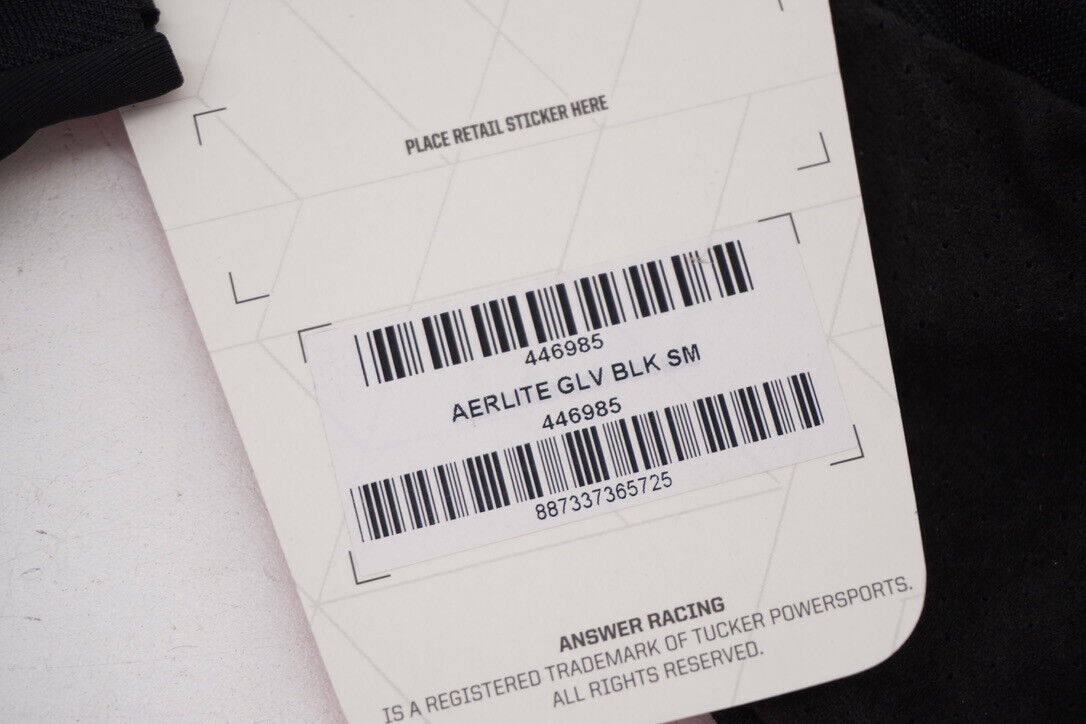 PLACE RETAIL STICKER HERE
446985
AERLITE GLV BLK SM
446985
887337365725
ANSWER RACING
IS A REGISTERED TRADEMARK OF TUCKER POWERSPORTS.
ALL RIGHTS RESERVED.